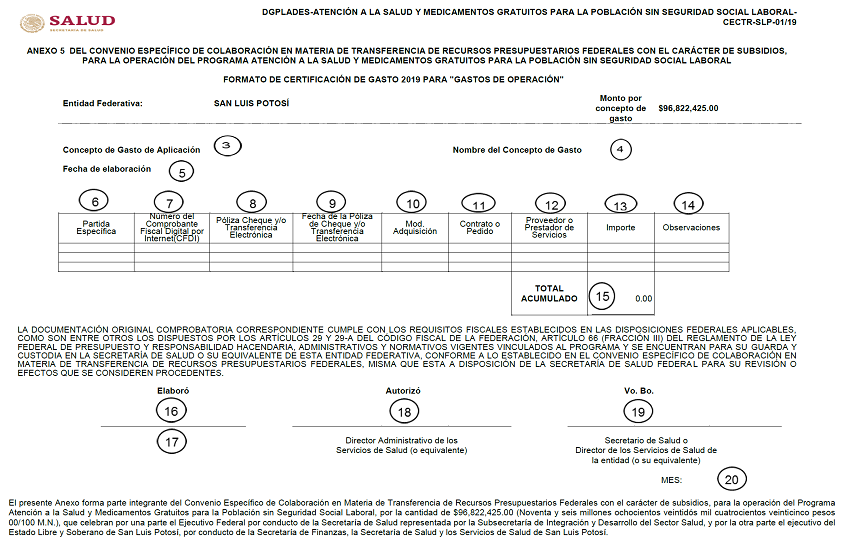 SALUD
SECRETARÍA DE SALUD
DGPLADES-ATENCIÓN A LA SALUD Y MEDICAMENTOS GRATUITOS PARA LA POBLACIÓN SIN SEGURIDAD SOCIAL LABORAL-
CECTR-SLP-01/19
ANEXO 5 DEL CONVENIO ESPECÍFICO DE COLABORACIÓN EN MATERIA DE TRANSFERENCIA DE RECURSOS PRESUPUESTARIOS FEDERALES CON EL CARÁCTER DE SUBSIDIOS,
PARA LA OPERACIÓN DEL PROGRAMA ATENCIÓN A LA SALUD Y MEDICAMENTOS GRATUITOS PARA LA POBLACIÓN SIN SEGURIDAD SOCIAL LABORAL
FORMATO DE CERTIFICACIÓN DE GASTO 2019 PARA "GASTOS DE OPERACIÓN"
Entidad Federativa: SAN LUIS POTOSÍ
Monto por
concepto de
gasto
$96,822,425.00
Concepto de Gasto de Aplicación 3
Nombre del Concepto de Gasto 4
Fecha de elaboración 5
6 7 8 9 10 11 12 13 14
Partida
Específica
Número del
Comprobante
Fiscal Digital por
Internet(CFDI)
Póliza Cheque y/o
Transferencia
Electrónica
Fecha de la Póliza
de Cheque y/o
Transferencia
Electrónica
Mod.
Adquisición
Contrato o
Pedido
Proveedor o
Prestador de
Servicios
Importe
Observaciones
TOTAL
ACUMULADO
15 0.00
LA DOCUMENTACIÓN ORIGINAL COMPROBATORIA CORRESPONDIENTE CUMPLE CON LOS REQUISITOS FISCALES ESTABLECIDOS EN LAS DISPOSICIONES FEDERALES APLICABLES,
COMO SON ENTRE OTROS LOS DISPUESTOS POR LOS ARTÍCULOS 29 Y 29-A DEL CÓDIGO FISCAL DE LA FEDERACIÓN, ARTÍCULO 66 (FRACCIÓN III) DEL REGLAMENTO DE LA LEY
FEDERAL DE PRESUPUESTO Y RESPONSABILIDAD HACENDARIA, ADMINISTRATIVOS Y NORMATIVOS VIGENTES VINCULADOS AL PROGRAMA Y SE ENCUENTRAN PARA SU GUARDA Y
CUSTODIA EN LA SECRETARÍA DE SALUD O SU EQUIVALENTE DE ESTA ENTIDAD FEDERATIVA, CONFORME A LO ESTABLECIDO EN EL CONVENIO ESPECÍFICO DE COLABORACIÓN EN
MATERIA DE TRANSFERENCIA DE RECURSOS PRESUPUESTARIOS FEDERALES, MISMA QUE ESTA A DISPOSICIÓN DE LA SECRETARÍA DE SALUD FEDERAL PARA SU REVISIÓN O
EFECTOS QUE SE CONSIDEREN PROCEDENTES.
Elaboró
16
17
Autorizó
18
Director Administrativo de los
Servicios de Salud (o equivalente)
Vo. Bo.
19
Secretario de Salud o
Director de los Servicios de Salud de
la entidad (o su equivalente)
MES: 20
El presente Anexo forma parte integrante del Convenio Específico de Colaboración en Materia de Transferencia de Recursos Presupuestarios Federales con el carácter de subsidios, para la operación del Programa
Atención a la Salud y Medicamentos Gratuitos para la Población sin Seguridad Social Laboral, por la cantidad de $96,822,425.00 (Noventa y seis millones ochocientos veintidós mil cuatrocientos veinticinco pesos
00/100 M.N.), que celebran por una parte el Ejecutivo Federal por conducto de la Secretaría de Salud representada por la Subsecretaría de Integración y Desarrollo del Sector Salud, y por la otra parte el ejecutivo del
Estado Libre y Soberano de San Luis Potosí, por conducto de la Secretaría de Finanzas, la Secretaría de Salud y los Servicios de Salud de San Luis Potosí.